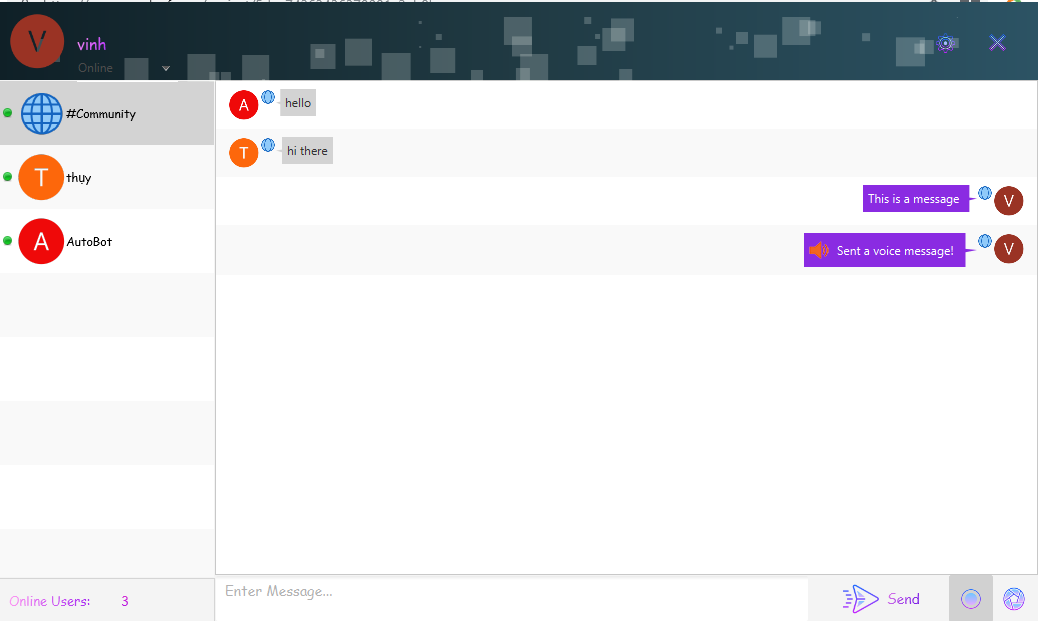 V
vinh
Online
#Community
T
thụy
A
AutoBot
A
hello
T
hi there
This is a message
V
Sent a voice message!
V
Online Users: 3
Enter Message...
Send